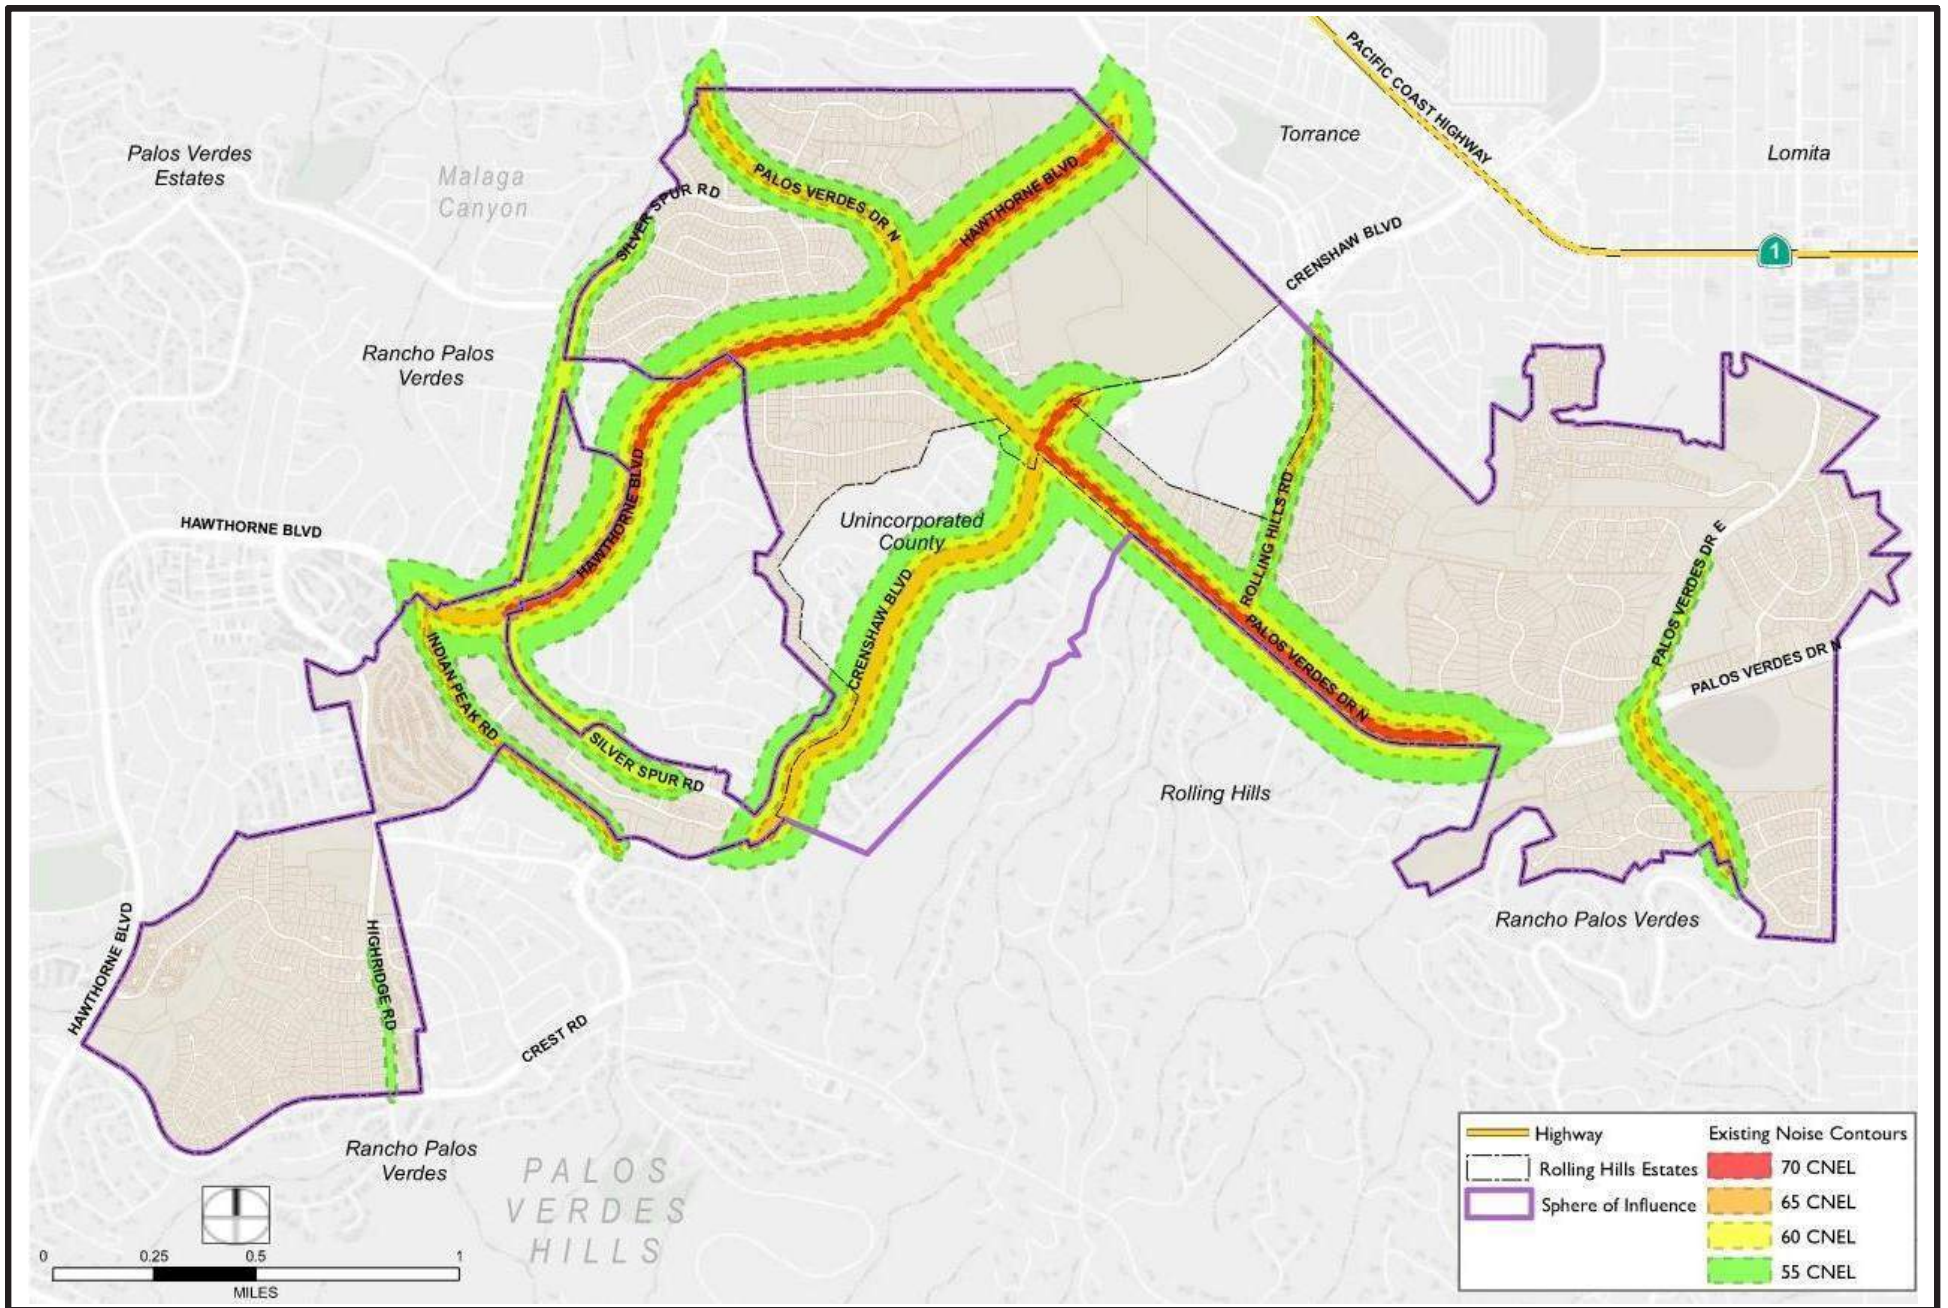 PACIFIC COAST HIGHWAY
Torrance
Lomita
Palos Verdes
Estates
Malaga
Canyon
SILVER SPUR RD
PALOS VERDES DR N
HAWTHORNE BLVD
CRENSHAW BLVD
1
Rancho Palos
Verdes
HAWTHORNE BLVD
HAWTHORNE BLVD
Unincorporated
County
ROLLING HILLS RD
PALOS VERDES DR E
CRENSHAW BLVD
INDIAN PEAK RD
SILVER SPUR RD
PALOS VERDES DR N
PALOS VERDES DR N
Rolling Hills
Rancho Palos Verdes
HAWTHORNE BLVD
HIGHRIDGE RD
CREST RD
Rancho Palos
Verdes
PALOS
VERDES
HILLS
0 0.25 0.5 1
MILES
Highway
Rolling Hills Estates
Sphere of Influence
Existing Noise Contours
70 CNEL
65 CNEL
60 CNEL
55 CNEL